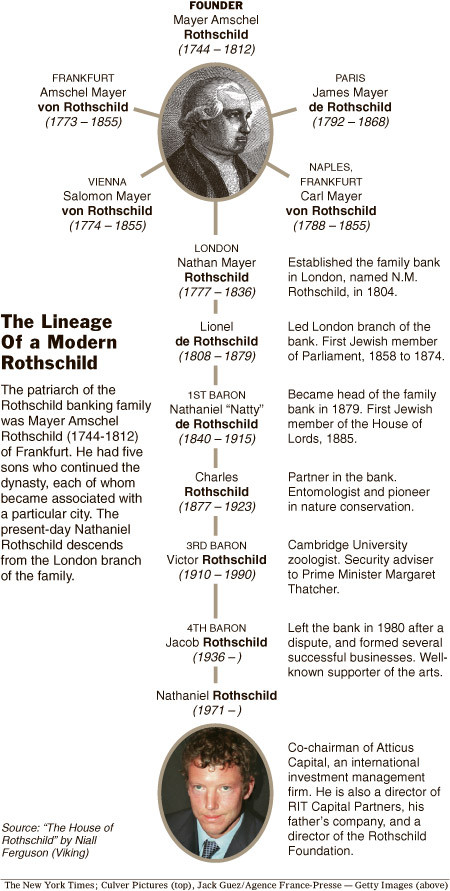 FOUNDER
Mayer Amschel
Rothschild
(1744 – 1812)
FRANKFURT
Amschel Mayer
von Rothschild
(1773 – 1855)
PARIS
James Mayer
de Rothschild
(1792 – 1868)
VIENNA
Salomon Mayer
von Rothschild
(1774 – 1855)
NAPLES,
FRANKFURT
Carl Mayer
von Rothschild
(1788 – 1855)
LONDON
Nathan Mayer
Rothschild
(1777 – 1836)
Established the family bank
in London, named N.M.
Rothschild, in 1804.
The Lineage
Of a Modern
Rothschild
The patriarch of the
Rothschild banking family
was Mayer Amschel
Rothschild (1744-1812)
of Frankfurt. He had five
sons who continued the
dynasty, each of whom
became associated with
a particular city. The
present-day Nathaniel
Rothschild descends
from the London branch
of the family.
Lionel
de Rothschild
(1808 – 1879)
Led London branch of the
bank. First Jewish member
of Parliament, 1858 to 1874.
1ST BARON
Nathaniel “Natty”
de Rothschild
(1840 – 1915)
Became head of the family
bank in 1879. First Jewish
member of the House of
Lords, 1885.
Charles
Rothschild
(1877 – 1923)
Partner in the bank.
Entomologist and pioneer
in nature conservation.
3RD BARON
Victor Rothschild
(1910 – 1990)
Cambridge University
zoologist. Security adviser
to Prime Minister Margaret
Thatcher.
4TH BARON
Jacob Rothschild
(1936 – )
Left the bank in 1980 after a
dispute, and formed several
successful businesses. Well-
known supporter of the arts.
Nathaniel Rothschild
(1971 – )
Co-chairman of Atticus
Capital, an international
investment management
firm. He is also a director of
RIT Capital Partners, his
father’s company, and a
director of the Rothschild
Foundation.
Source: “The House of
Rothschild” by Niall
Ferguson (Viking)
The New York Times; Culver Pictures (top), Jack Guez/Agence France-Presse — Getty Images (above)